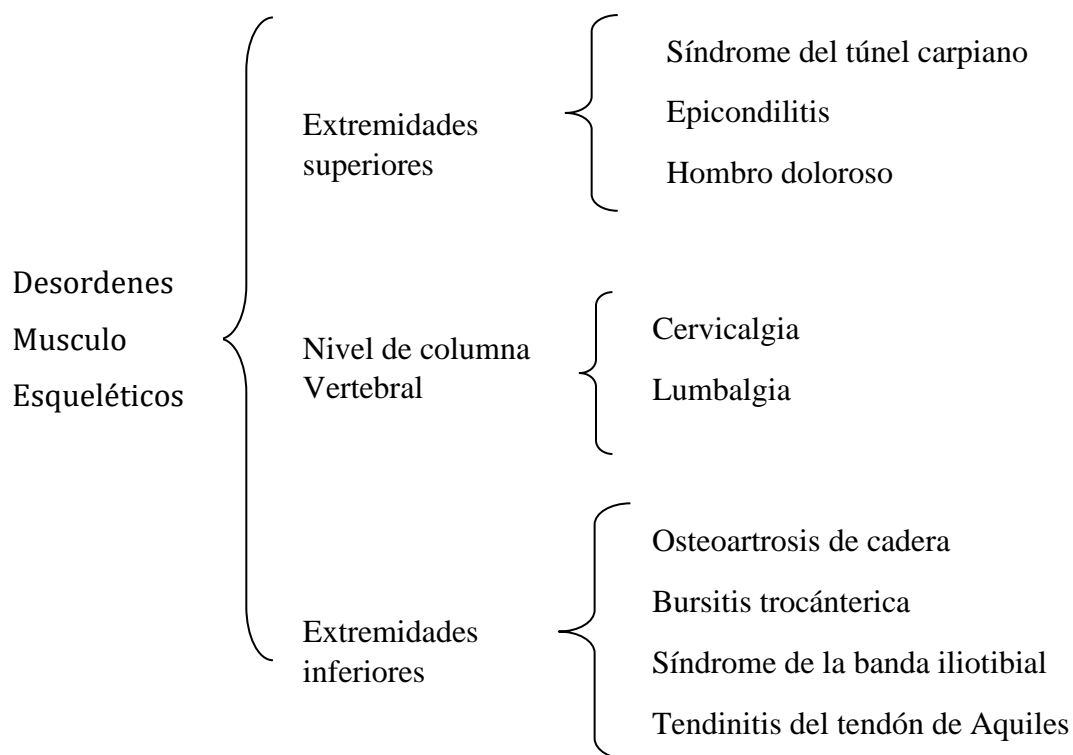 Desordenes
Musculo
Esqueléticos
Extremidades
superiores
Síndrome del túnel carpiano
Epicondilitis
Hombro doloroso
Nivel de columna
Vertebral
Cervicalgia
Lumbalgia
Extremidades
inferiores
Osteoartrosis de cadera
Bursitis trocánterica
Síndrome de la banda iliotibial
Tendinitis del tendón de Aquiles